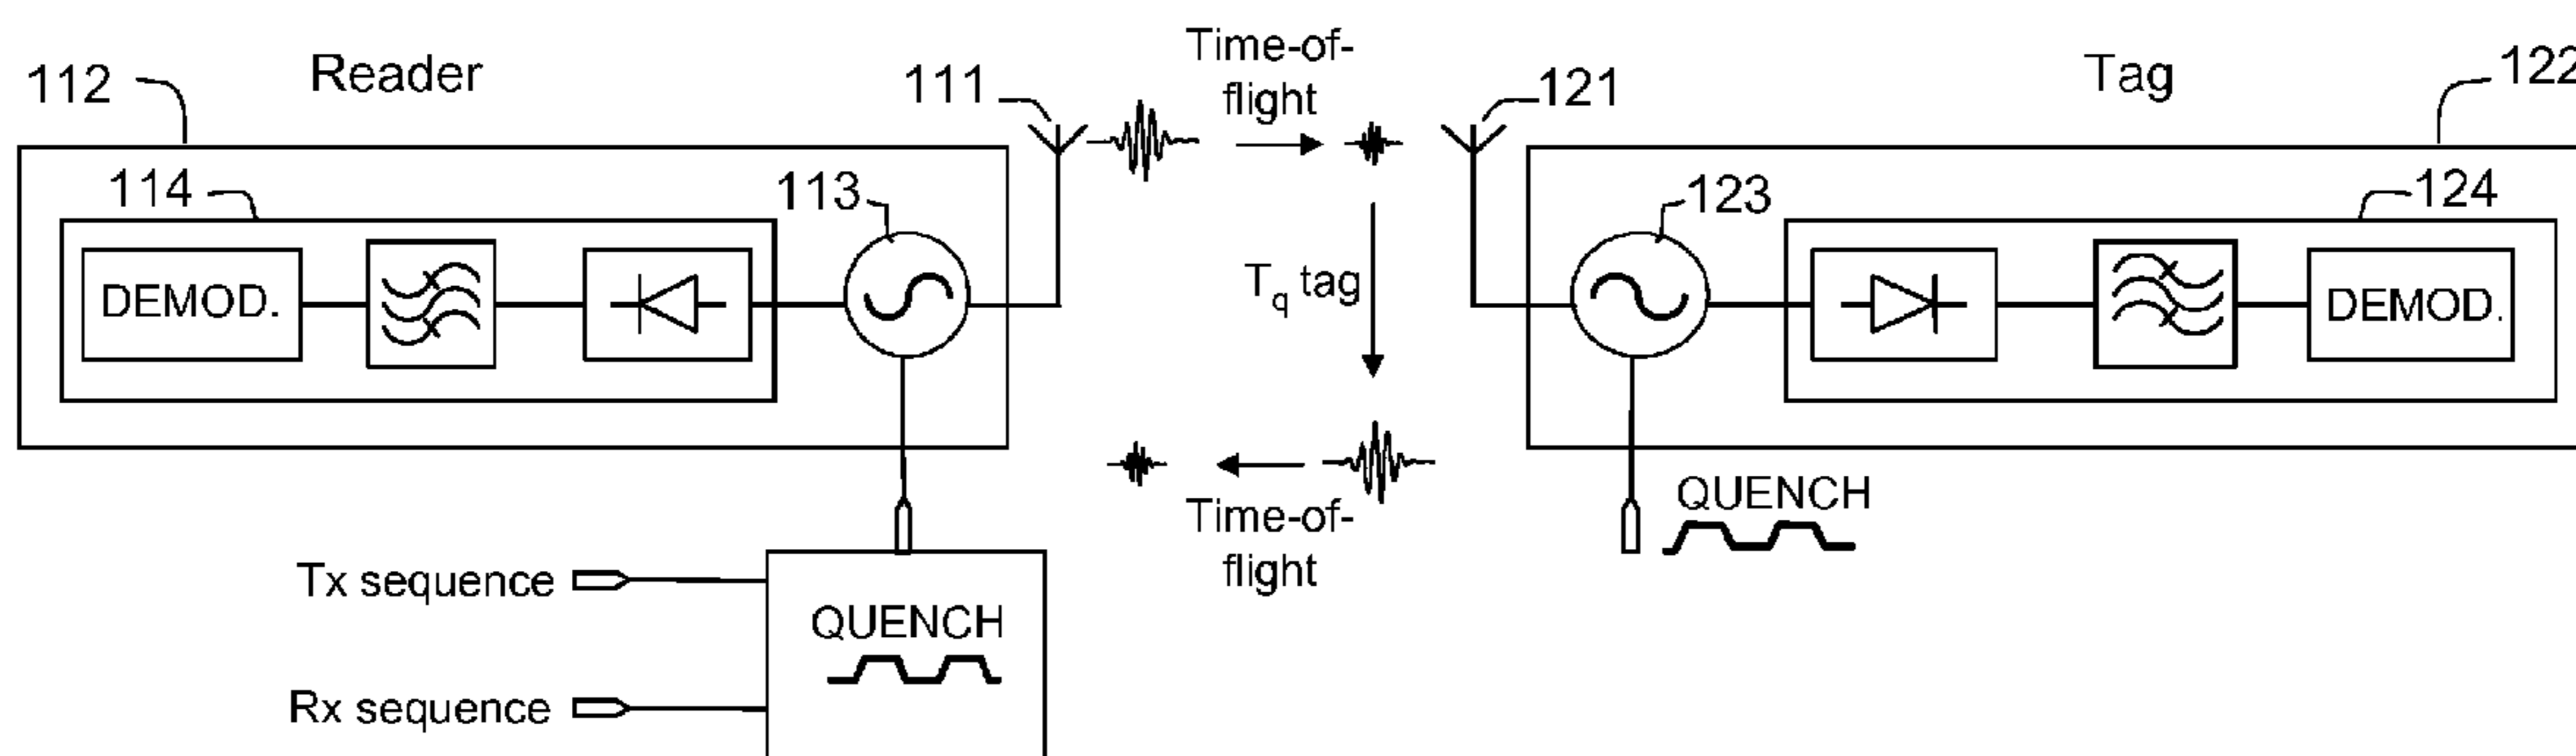 112
Reader
111
Time-of-
flight
121
Tag
122
114
113
123
124
DEMOD.
Tq tag
DEMOD.
QUENCH
Time-of-
flight
Tx sequence
QUENCH
Rx sequence